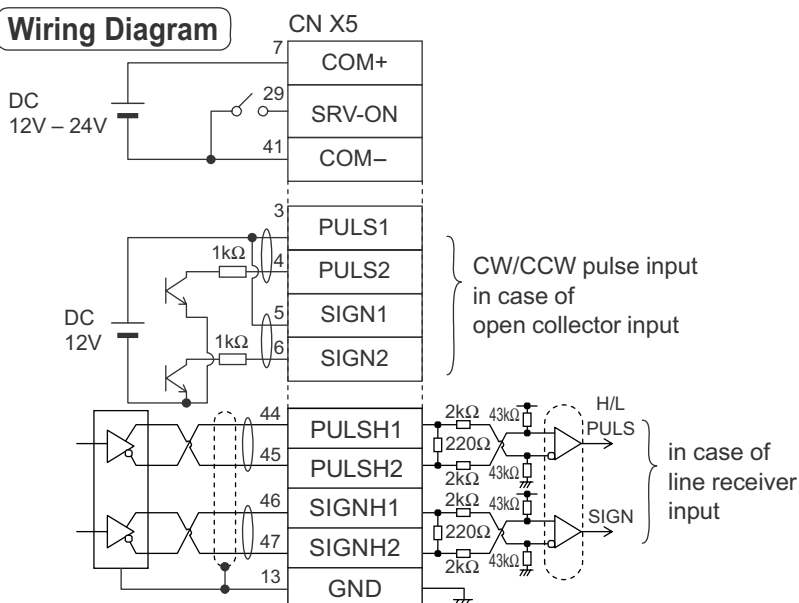 Wiring Diagram
CN X5
7
COM+
DC
12V – 24V
29
SRV-ON
41
COM–
3
PULS1
1kΩ
4
PULS2
CW/CCW pulse input
in case of
open collector input
DC
12V
5
SIGN1
1kΩ
6
SIGN2
44
PULSH1
2kΩ
43kΩ
H/L
PULS
220Ω
45
PULSH2
2kΩ
43kΩ
in case of
line receiver
input
46
SIGNH1
2kΩ
43kΩ
SIGN
220Ω
47
SIGNH2
2kΩ
43kΩ
13
GND